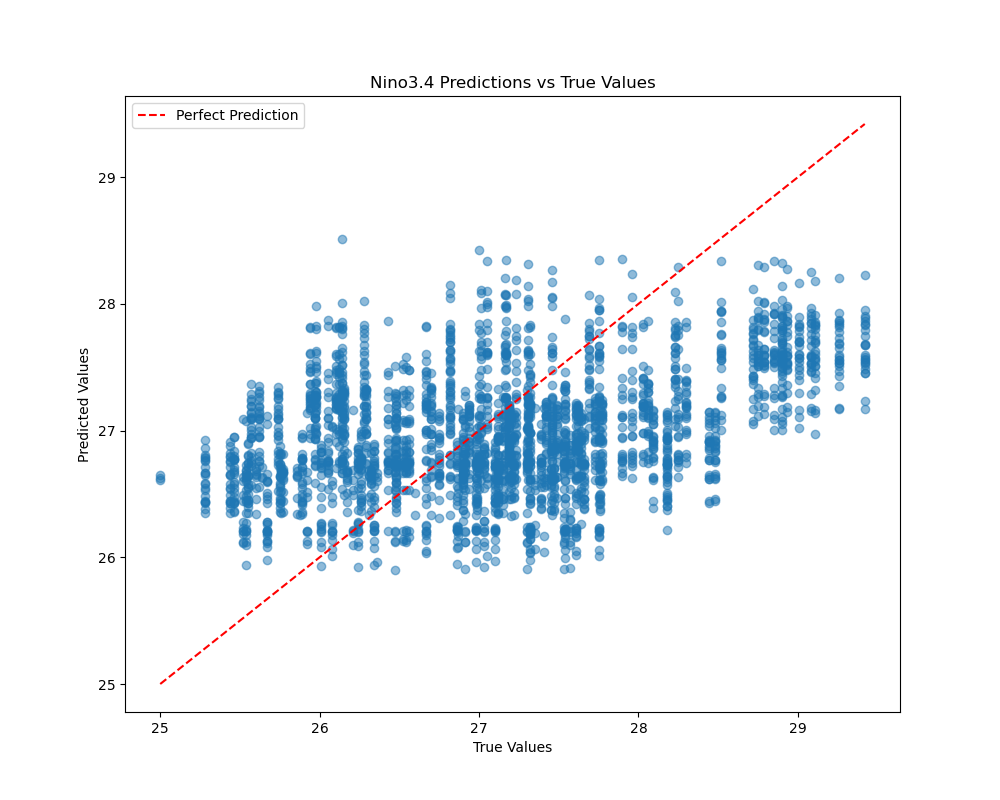 Nino3.4 Predictions vs True Values
Perfect Prediction
Predicted Values
29
28
27
26
25
25 26 27 28 29
True Values